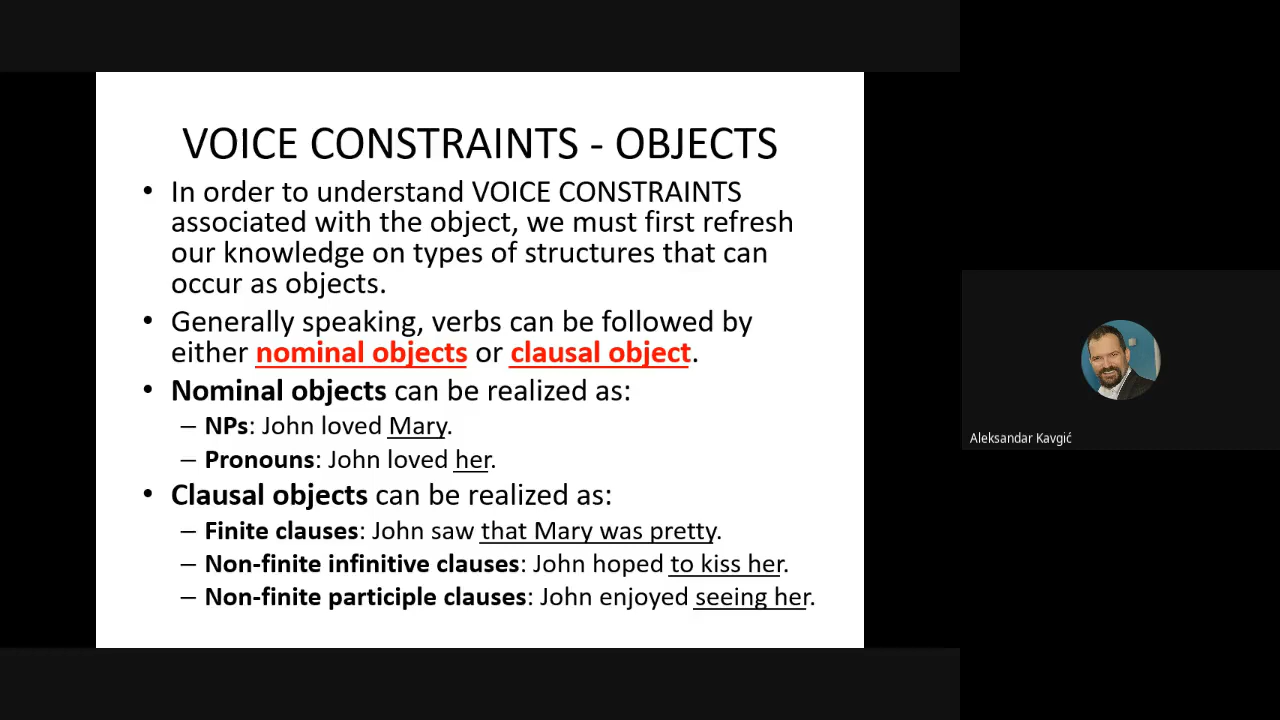 VOICE CONSTRAINTS - OBJECTS
• In order to understand VOICE CONSTRAINTS
associated with the object, we must first refresh
our knowledge on types of structures that can
occur as objects.
• Generally speaking, verbs can be followed by
either nominal objects or clausal object.
• Nominal objects can be realized as:
– NPs: John loved Mary.
– Pronouns: John loved her.
• Clausal objects can be realized as:
– Finite clauses: John saw that Mary was pretty.
– Non-finite infinitive clauses: John hoped to kiss her.
– Non-finite participle clauses: John enjoyed seeing her.
Aleksandar Kavgić